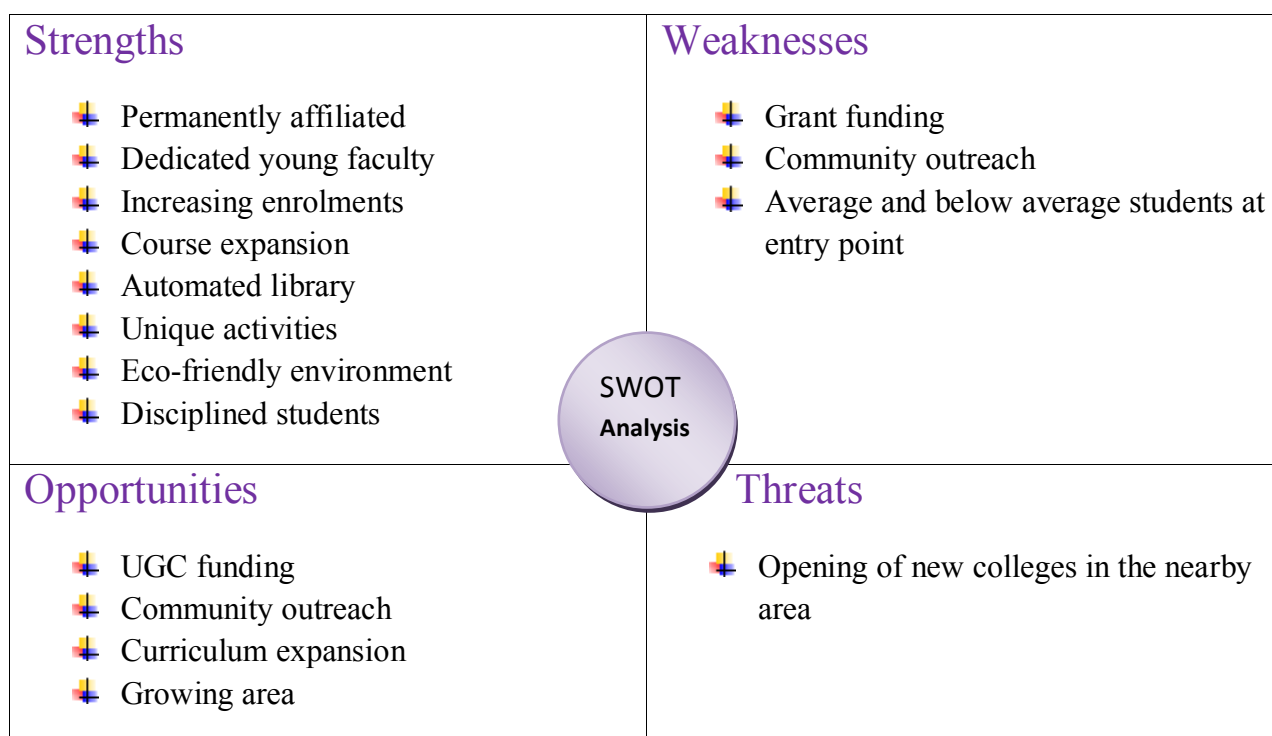 Strengths
Permanently affiliated
Dedicated young faculty
Increasing enrolments
Course expansion
Automated library
Unique activities
Eco-friendly environment
Disciplined students
Weaknesses
Grant funding
Community outreach
Average and below average students at
entry point
SWOT
Analysis
Opportunities
UGC funding
Community outreach
Curriculum expansion
Growing area
Threats
Opening of new colleges in the nearby
area